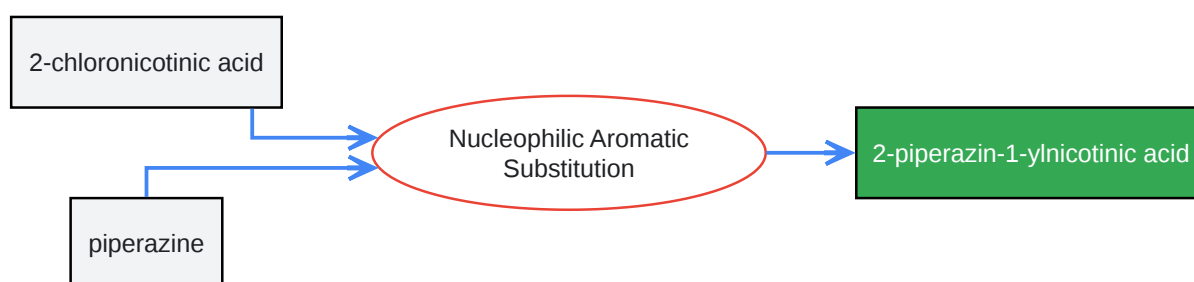 2-chloronicotinic acid
piperazine
Nucleophilic Aromatic
Substitution
2-piperazin-1-ylnicotinic acid